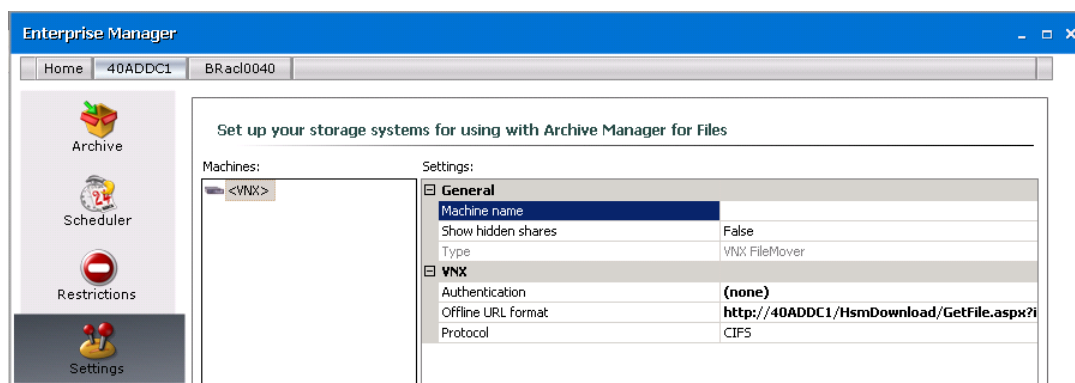 Enterprise Manager
Home 40ADDC1 BRacl0040
Archive
Scheduler
Restrictions
Settings
Set up your storage systems for using with Archive Manager for Files
Machines:
<VNX>
Settings:
General
Machine name
Show hidden shares False
Type VNX FileMover
VNX
Authentication (none)
Offline URL format http://40ADDC1/HsmDownload/GetFile.aspx?i
Protocol CIFS